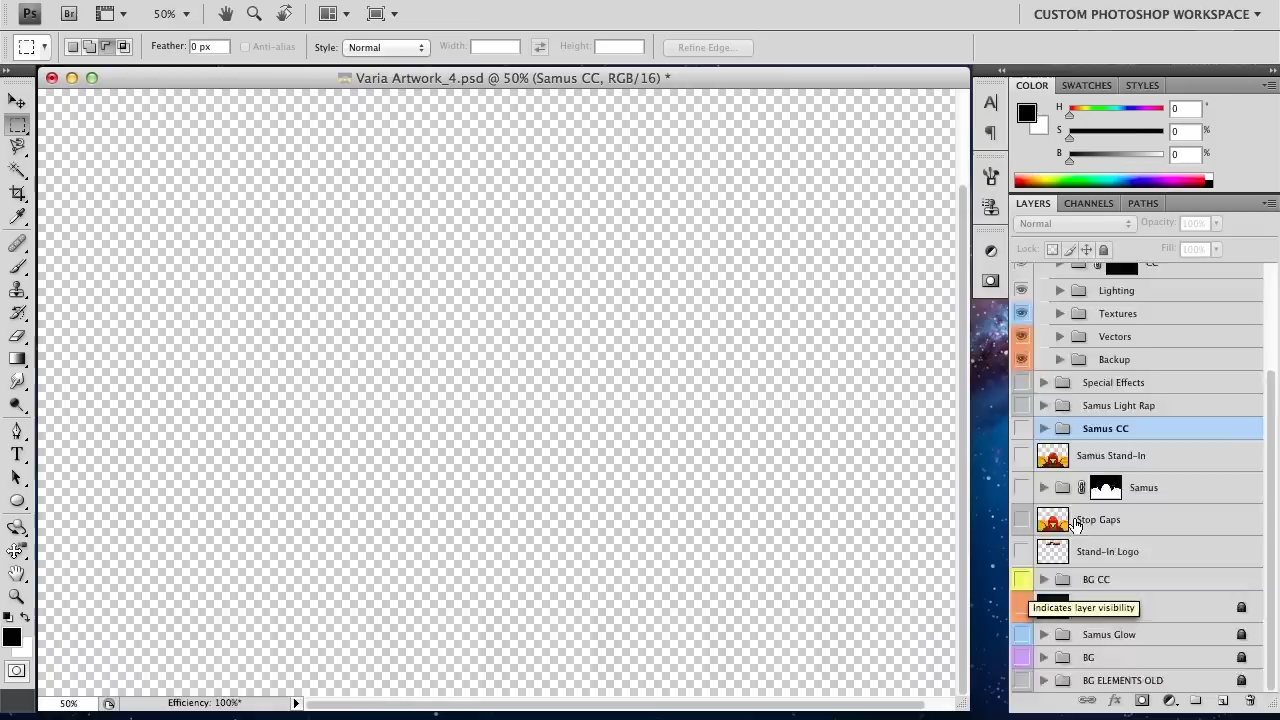 Ps Br 50% CUSTOM PHOTOSHOP WORKSPACE
Feather: 0 px Anti-alias Style: Normal Width: Height: Refine Edge...
Varia Artwork_4.psd @ 50% (Samus CC, RGB/16) *
COLOR SWATCHES STYLES
H 0 °
S 0 %
B 0 %
LAYERS CHANNELS PATHS
Normal Opacity: 100%
Lock: Fill: 100%
CC
Lighting
Textures
Vectors
Backup
Special Effects
Samus Light Rap
Samus CC
Samus Stand-In
Samus
Gaps
Stand-In Logo
BG CC
Indicates layer visibility
Samus Glow
BG
BG ELEMENTS OLD
50%